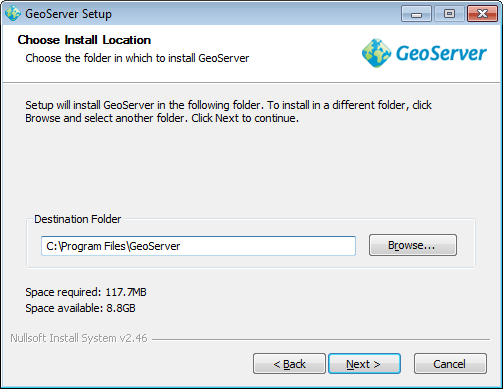 GeoServer Setup
Choose Install Location
Choose the folder in which to install GeoServer
GeoServer
Setup will install GeoServer in the following folder. To install in a different folder, click
Browse and select another folder. Click Next to continue.
Destination Folder
C:\Program Files\GeoServer
Browse...
Space required: 117.7MB
Space available: 8.8GB
Nullsoft Install System v2.46
< Back
Next >
Cancel